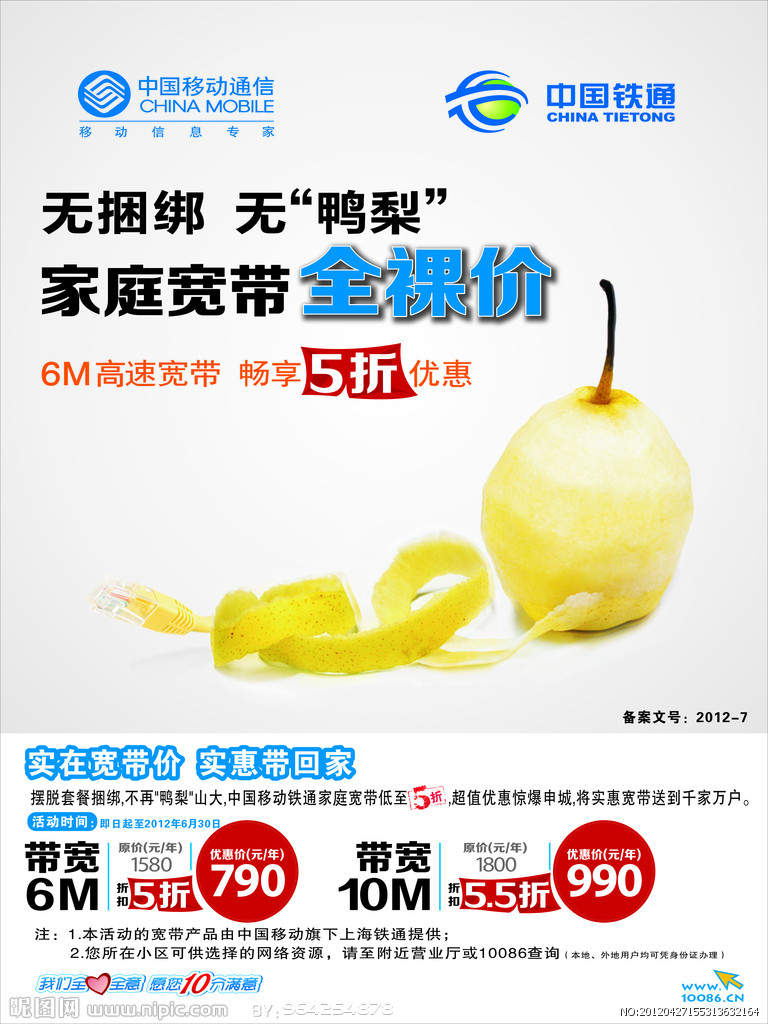 中国移动通信
CHINA MOBILE
移动信息专家
中国铁通
CHINA TIETONG
无捆绑 无“鸭梨”
家庭宽带全裸价
6M高速宽带 畅享5折优惠
备案文号：2012-7
实在宽带价 实惠带回家
摆脱套餐捆绑,不再"鸭梨"山大,中国移动铁通家庭宽带低至5折,超值优惠惊爆申城,将实惠宽带送到千家万户。
活动时间: 即日起至2012年6月30日
带宽 6M
原价(元/年)
1580
折扣 5折
优惠价(元/年)
790
带宽 10M
原价(元/年)
1800
折扣 5.5折
优惠价(元/年)
990
注：1.本活动的宽带产品由中国移动旗下上海铁通提供；
2.您所在小区可供选择的网络资源，请至附近营业厅或10086查询（本地、外地用户均可凭身份证办理）
我们全心全意 愿您10分满意
www.
10086.CN
昵图网 www.nipic.com BY:964254878
NO:20120427155313632164